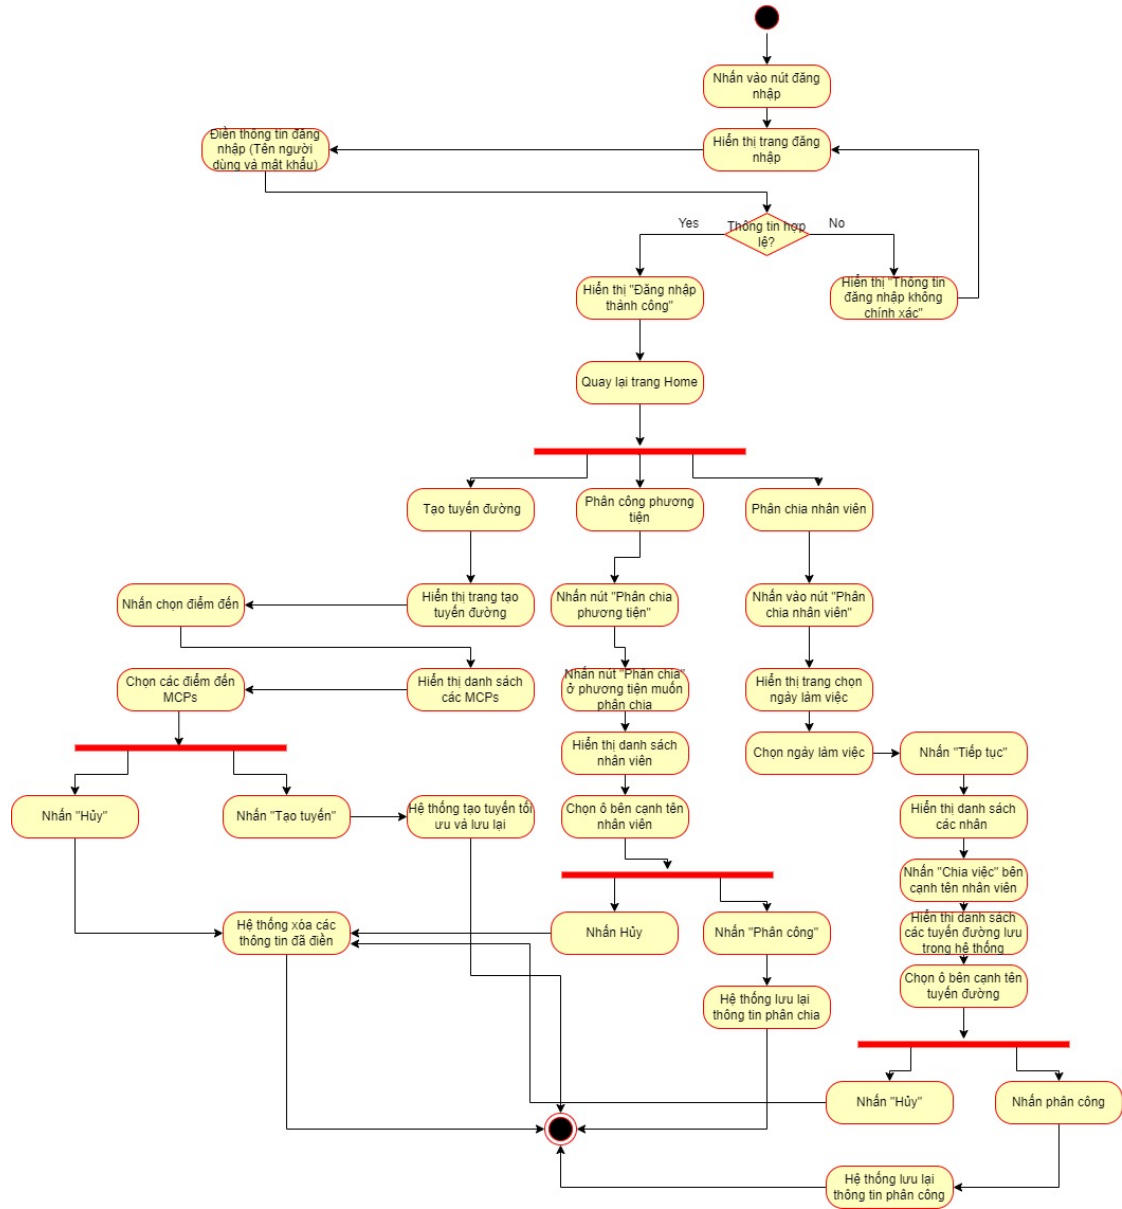 Nhấn vào nút đăng
nhập
Hiển thị trang đăng
nhập
Điền thông tin đăng
nhập (Tên người
dùng và mật khẩu)
Thông tin hợp
lệ?
Yes
No
Hiển thị "Đăng nhập
thành công"
Hiển thị "Thông tin
đăng nhập không
chính xác"
Quay lại trang Home
Tạo tuyến đường
Phân công phương
tiện
Phân chia nhân viên
Nhấn chọn điểm đến
Hiển thị trang tạo
tuyến đường
Nhấn nút "Phân chia
phương tiện"
Nhấn vào nút "Phân
chia nhân viên"
Chọn các điểm đến
MCPs
Hiển thị danh sách
các MCPs
Nhấn nút "Phân chia"
ở phương tiện muốn
phân chia
Hiển thị trang chọn
ngày làm việc
Hiển thị danh sách
nhân viên
Chọn ngày làm việc
Nhấn "Tiếp tục"
Nhấn "Hủy"
Nhấn "Tạo tuyến"
Hệ thống tạo tuyến tối
ưu và lưu lại
Chọn ô bên cạnh tên
nhân viên
Hiển thị danh sách
các nhân
Nhấn "Chia việc" bên
cạnh tên nhân viên
Hệ thống xóa các
thông tin đã điền
Nhấn Hủy
Nhấn "Phân công"
Hiển thị danh sách
các tuyến đường lưu
trong hệ thống
Chọn ô bên cạnh tên
tuyến đường
Hệ thống lưu lại
thông tin phân chia
Nhấn "Hủy"
Nhấn phân công
Hệ thống lưu lại
thông tin phân công